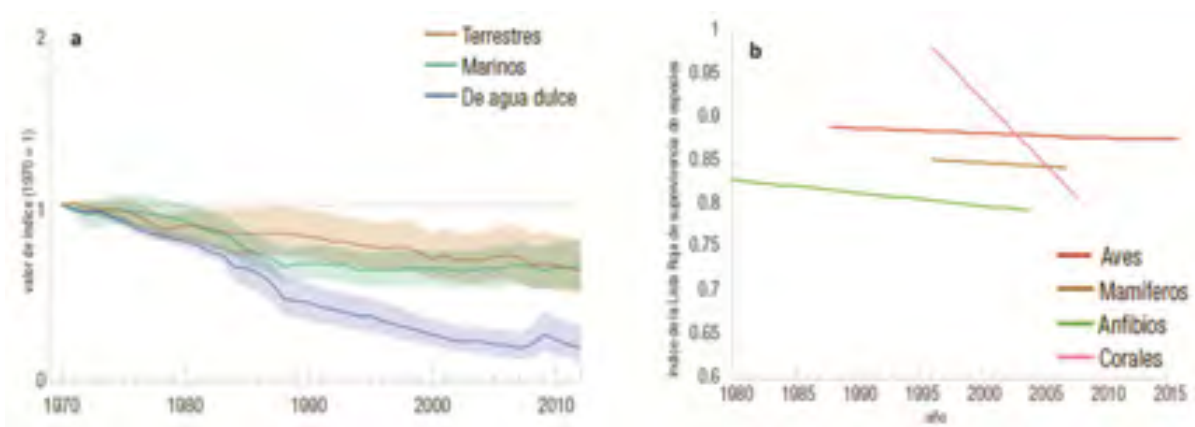 a
2
Terrestres
Marinos
De agua dulce
valor de índice (1970 = 1)
0
1970 1980 1990 2000 2010
b
1
0.95
0.9
0.85
0.8
0.75
0.7
0.65
0.6
Índice de la Lista Roja de supervivencia de especies
Aves
Mamíferos
Anfibios
Corales
1980 1985 1990 1995 2000 2005 2010 2015
año